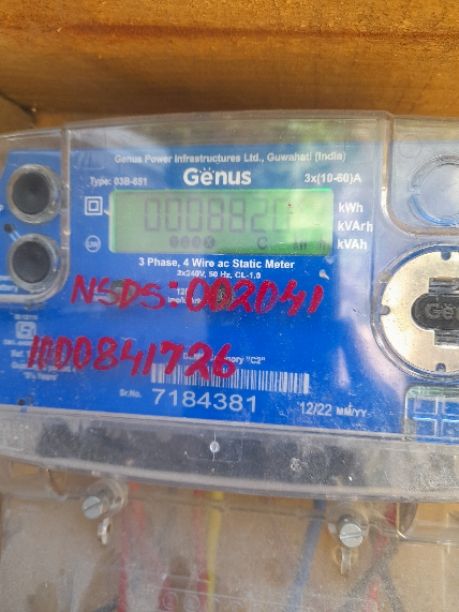 Genus Power Infrastructures Ltd., Guwahati (India)
Type: 03B-651
Genus
3x(10-60)A
kWh
kVArh
kVAh
3 Phase, 4 Wire ac Static Meter
3x240V, 50 Hz, CL-1.0
NSDS:002041
1000841726
"C2"
Sr.No. 7184381
12/22 MM/YY